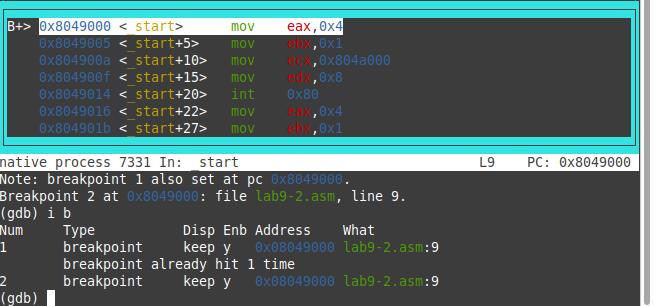 B+> 0x8049000 <_start>      mov    eax,0x4
    0x8049005 <_start+5>    mov    ebx,0x1
    0x804900a <_start+10>   mov    ecx,0x804a000
    0x804900f <_start+15>   mov    edx,0x8
    0x8049014 <_start+20>   int    0x80
    0x8049016 <_start+22>   mov    eax,0x4
    0x804901b <_start+27>   mov    ebx,0x1
native process 7331 In: _start                              L9    PC: 0x8049000
Note: breakpoint 1 also set at pc 0x8049000.
Breakpoint 2 at 0x8049000: file lab9-2.asm, line 9.
(gdb) i b
Num     Type           Disp Enb Address    What
1       breakpoint     keep y   0x08049000 lab9-2.asm:9
        breakpoint already hit 1 time
2       breakpoint     keep y   0x08049000 lab9-2.asm:9
(gdb)